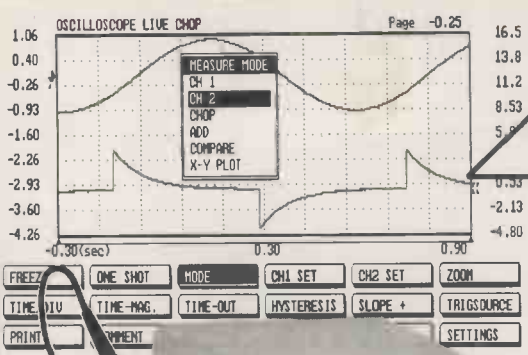 OSCILLOSCOPE LIVE CHOP Page -0.25
1.06
0.40
-0.26
-0.93
-1.60
-2.26
-2.93
-3.60
-4.26
MEASURE MODE
CH 1
CH 2
CHOP
ADD
COMPARE
X-Y PLOT
16.5
13.8
11.2
8.53
0.53
-2.13
-4.80
-0.30(sec) 0.30 0.90
ONE SHOT MODE CH1 SET CH2 SET ZOOM
TIME-MAG. TIME-OUT HYSTERESIS SLOPE + TRIGSOURCE
PRINT SETTINGS